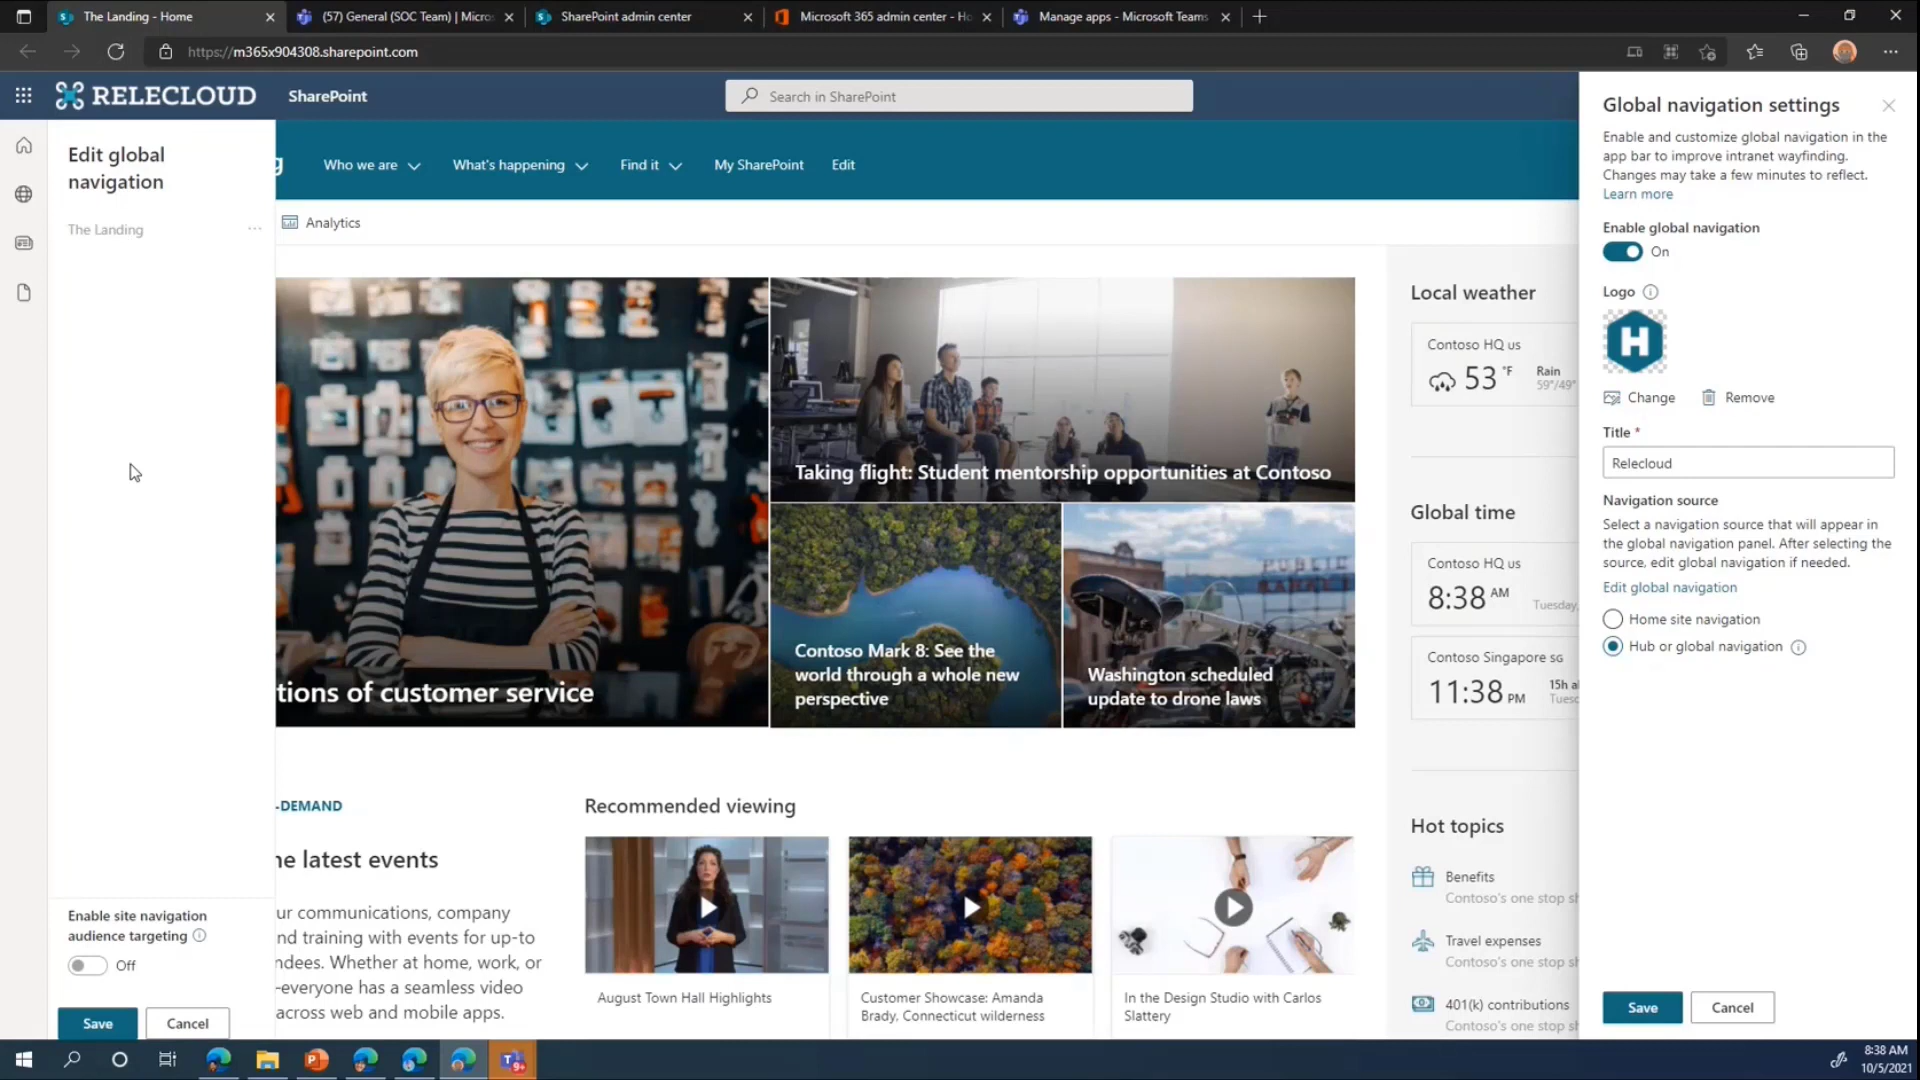 The Landing - Home
(57) General (SOC Team) | Micros
SharePoint admin center
Microsoft 365 admin center - Ho
Manage apps - Microsoft Teams
https://m365x904308.sharepoint.com
RELECLOUD
SharePoint
Search in SharePoint
Edit global
navigation
The Landing
g
Who we are
What's happening
Find it
My SharePoint
Edit
Analytics
tions of customer service
Taking flight: Student mentorship opportunities at Contoso
Contoso Mark 8: See the
world through a whole new
perspective
Washington scheduled
update to drone laws
PUBLIC
Local weather
Contoso HQ us
53 °F
Rain
59°/49°
Global time
Contoso HQ us
8:38 AM
Tuesday,
Contoso Singapore SG
11:38 PM
15h a
Tues
Hot topics
Benefits
Contoso's one stop sh
Travel expenses
Contoso's one stop sh
401(k) contributions
Contoso's one stop sh
-DEMAND
he latest events
ur communications, company
nd training with events for up-to
ndees. Whether at home, work, or
-everyone has a seamless video
across web and mobile apps.
Recommended viewing
August Town Hall Highlights
Customer Showcase: Amanda
Brady, Connecticut wilderness
In the Design Studio with Carlos
Slattery
Enable site navigation
audience targeting
Off
Save
Cancel
Global navigation settings
Enable and customize global navigation in the
app bar to improve intranet wayfinding.
Changes may take a few minutes to reflect.
Learn more
Enable global navigation
On
Logo
H
Change
Remove
Title *
Relecloud
Navigation source
Select a navigation source that will appear in
the global navigation panel. After selecting the
source, edit global navigation if needed.
Edit global navigation
Home site navigation
Hub or global navigation
Save
Cancel
9+
8:38 AM
10/5/2021